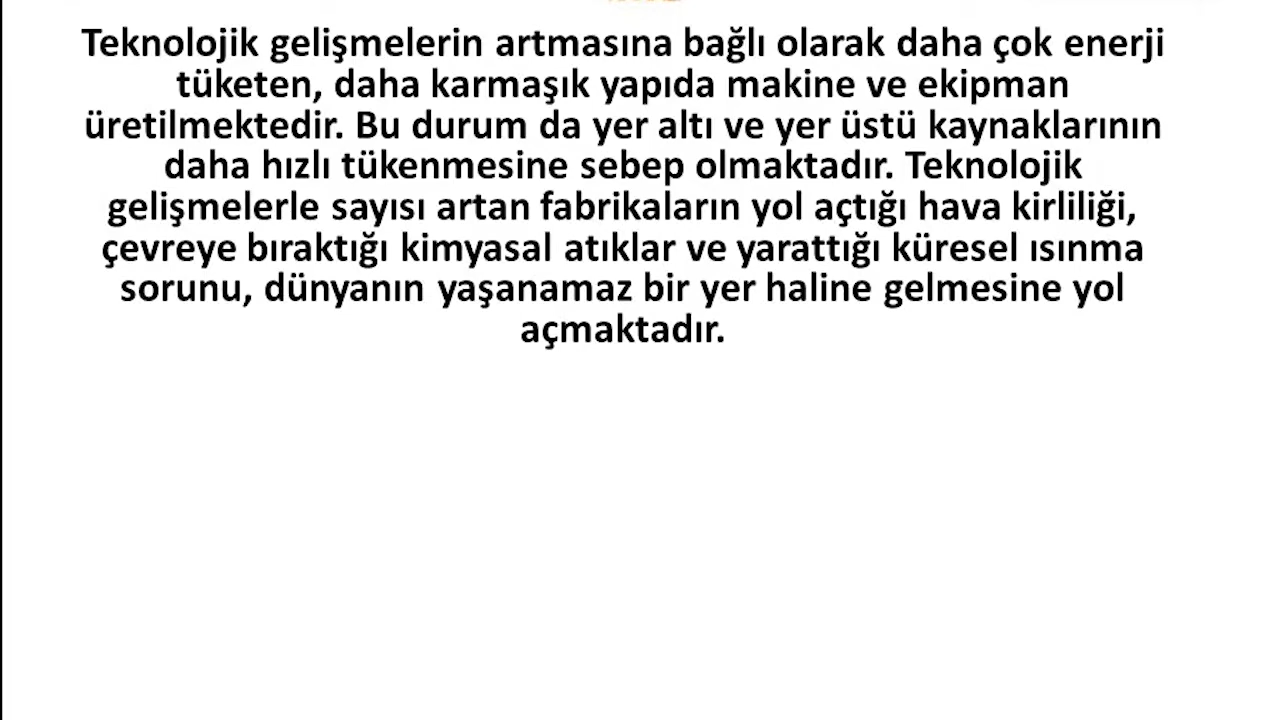 Teknolojik gelişmelerin artmasına bağlı olarak daha çok enerji
tüketen, daha karmaşık yapıda makine ve ekipman
üretilmektedir. Bu durum da yer altı ve yer üstü kaynaklarının
daha hızlı tükenmesine sebep olmaktadır. Teknolojik
gelişmelerle sayısı artan fabrikaların yol açtığı hava kirliliği,
çevreye bıraktığı kimyasal atıklar ve yarattığı küresel ısınma
sorunu, dünyanın yaşanamaz bir yer haline gelmesine yol
açmaktadır.